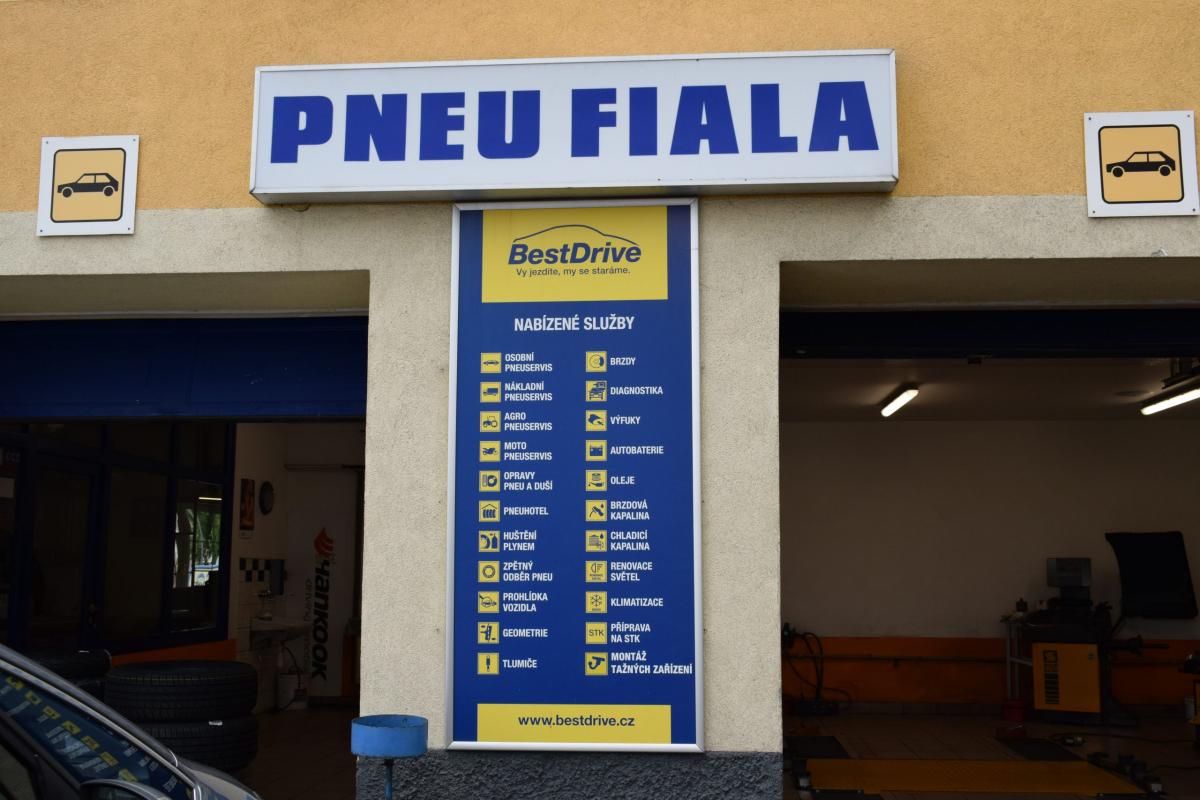 PNEU FIALA
BestDrive
Vy jezdíte, my se staráme.
NABÍZENÉ SLUŽBY
OSOBNÍ
PNEUSERVIS
NÁKLADNÍ
PNEUSERVIS
AGRO
PNEUSERVIS
MOTO
PNEUSERVIS
OPRAVY
PNEU A DUŠÍ
PNEUHOTEL
HUŠTĚNÍ
PLYNEM
ZPĚTNÝ
ODBĚR PNEU
PROHLÍDKA
VOZIDLA
GEOMETRIE
TLUMIČE
BRZDY
DIAGNOSTIKA
VÝFUKY
AUTOBATERIE
OLEJE
BRZDOVÁ
KAPALINA
CHLADICÍ
KAPALINA
RENOVACE
SVĚTEL
KLIMATIZACE
STK
PŘÍPRAVA
NA STK
MONTÁŽ
TAŽNÝCH ZAŘÍZENÍ
www.bestdrive.cz
HANKOOK